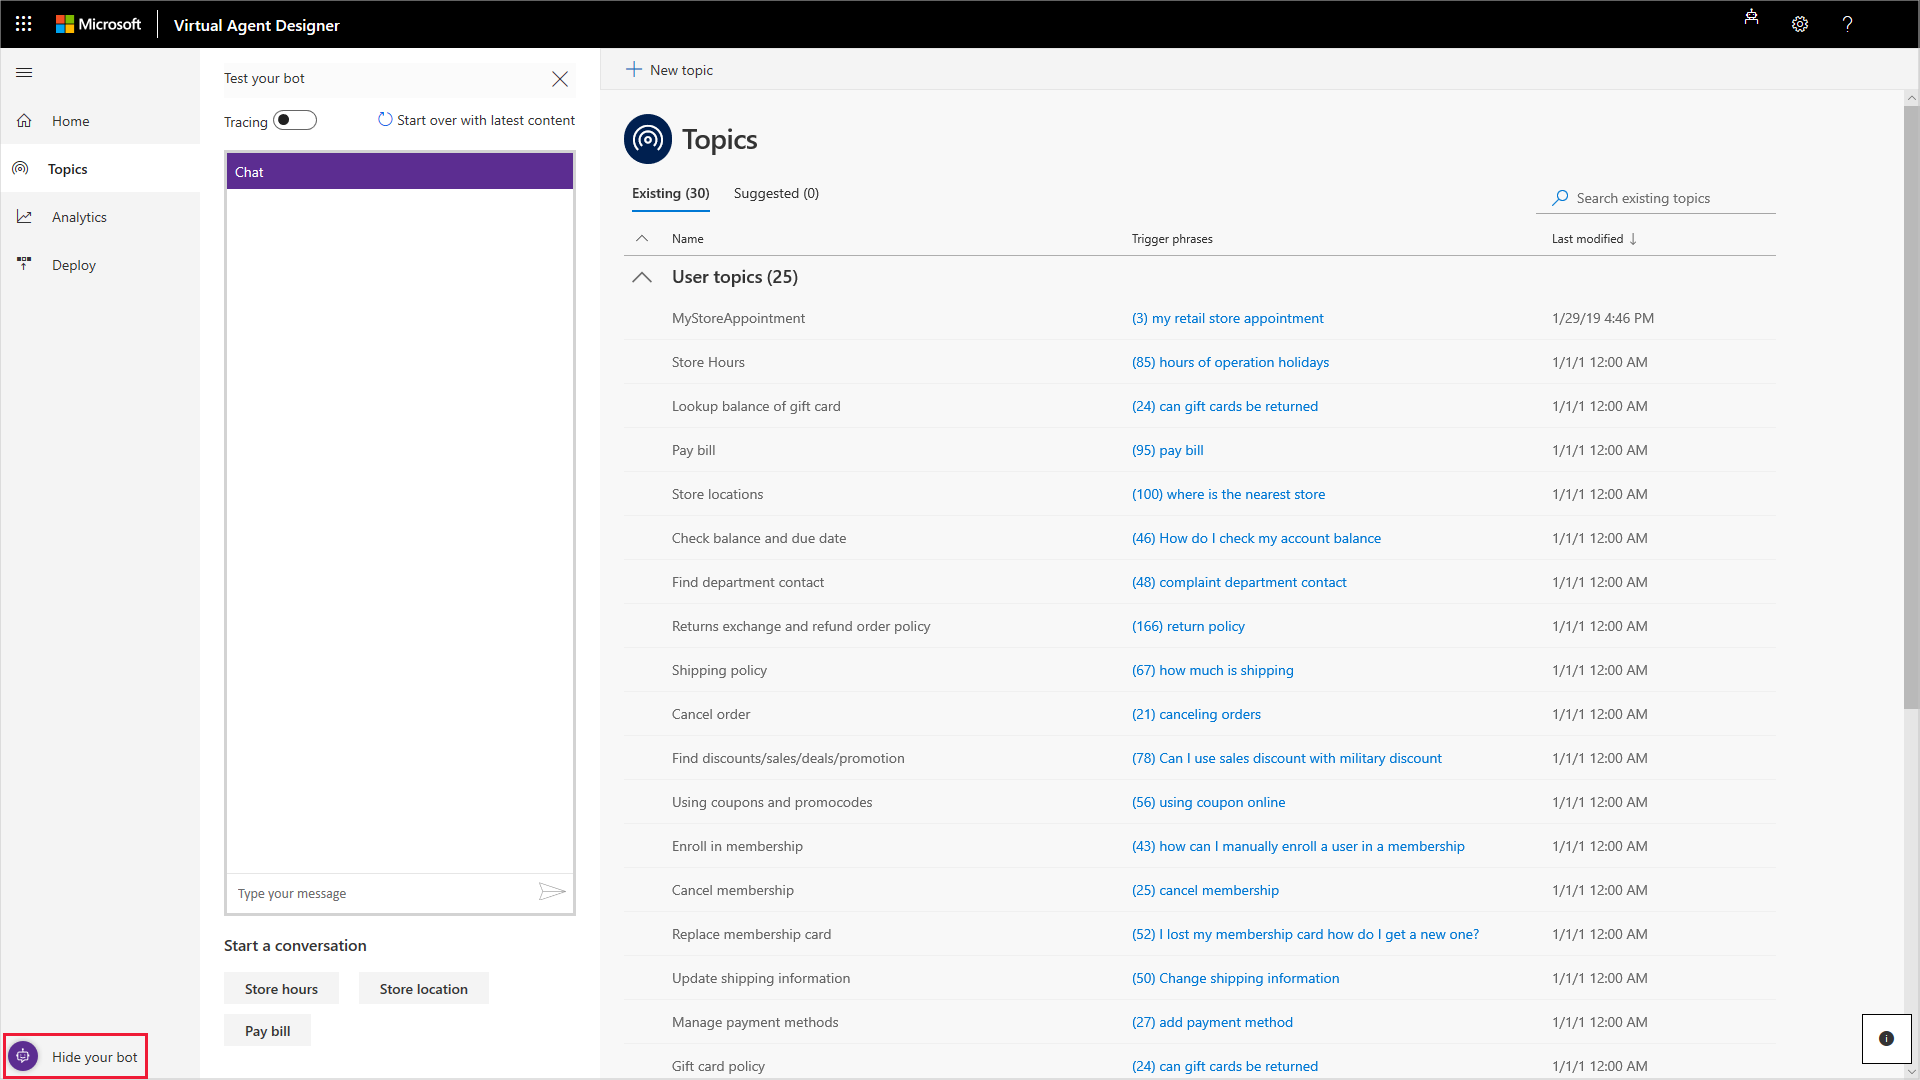 Microsoft Virtual Agent Designer
?
Home
Topics
Analytics
Deploy
Hide your bot
Test your bot
Tracing
Start over with latest content
Chat
Type your message
Start a conversation
Store hours
Store location
Pay bill
New topic
Topics
Existing (30)
Suggested (0)
Search existing topics
Name Trigger phrases Last modified ↓
User topics (25)
MyStoreAppointment (3) my retail store appointment 1/29/19 4:46 PM
Store Hours (85) hours of operation holidays 1/1/1 12:00 AM
Lookup balance of gift card (24) can gift cards be returned 1/1/1 12:00 AM
Pay bill (95) pay bill 1/1/1 12:00 AM
Store locations (100) where is the nearest store 1/1/1 12:00 AM
Check balance and due date (46) How do I check my account balance 1/1/1 12:00 AM
Find department contact (48) complaint department contact 1/1/1 12:00 AM
Returns exchange and refund order policy (166) return policy 1/1/1 12:00 AM
Shipping policy (67) how much is shipping 1/1/1 12:00 AM
Cancel order (21) canceling orders 1/1/1 12:00 AM
Find discounts/sales/deals/promotion (78) Can I use sales discount with military discount 1/1/1 12:00 AM
Using coupons and promocodes (56) using coupon online 1/1/1 12:00 AM
Enroll in membership (43) how can I manually enroll a user in a membership 1/1/1 12:00 AM
Cancel membership (25) cancel membership 1/1/1 12:00 AM
Replace membership card (52) I lost my membership card how do I get a new one? 1/1/1 12:00 AM
Update shipping information (50) Change shipping information 1/1/1 12:00 AM
Manage payment methods (27) add payment method 1/1/1 12:00 AM
Gift card policy (24) can gift cards be returned 1/1/1 12:00 AM